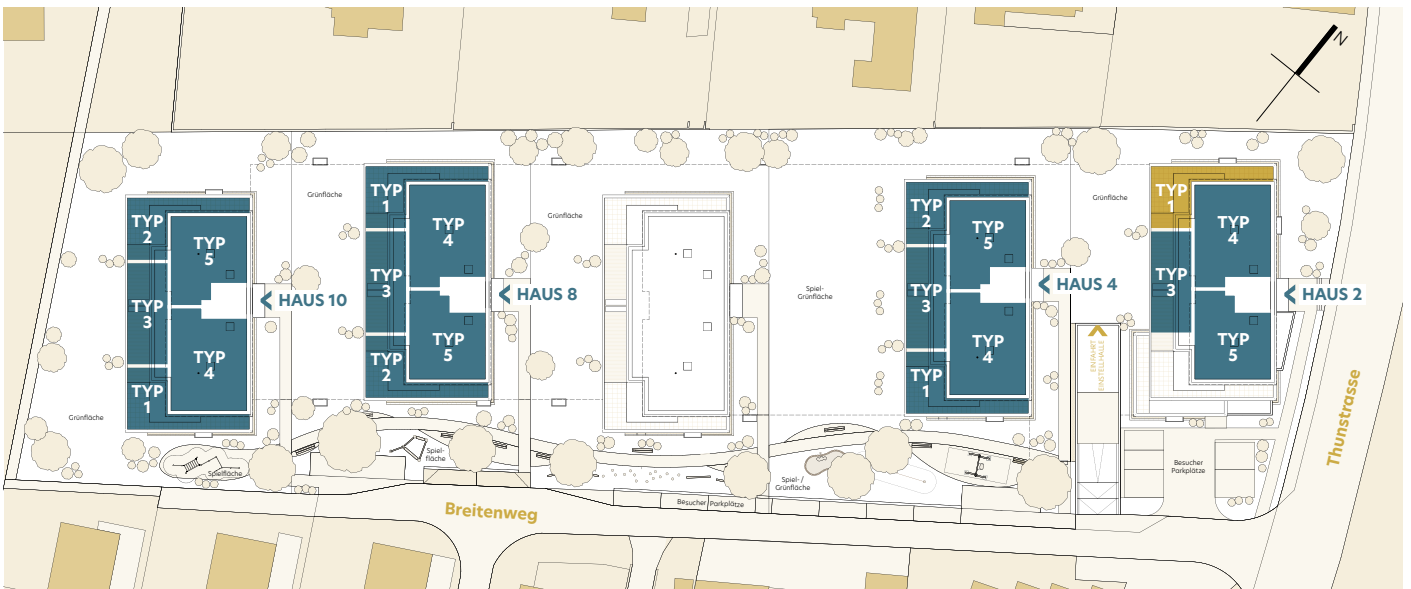 N
TYP
2
TYP
5
TYP
3
TYP
4
TYP
1
HAUS 10
Grünfläche
Grünfläche
TYP
1
TYP
4
TYP
3
TYP
5
TYP
2
HAUS 8
Grünfläche
Spiel-
Grünfläche
TYP
2
TYP
5
TYP
3
TYP
4
TYP
1
HAUS 4
Grünfläche
EINFAHRT
EINSTELLHALLE
TYP
1
TYP
4
TYP
3
TYP
5
HAUS 2
Spielfläche
Spiel-
fläche
Spiel- /
Grünfläche
Besucher Parkplätze
Besucher
Parkplätze
Breitenweg
Thunstrasse